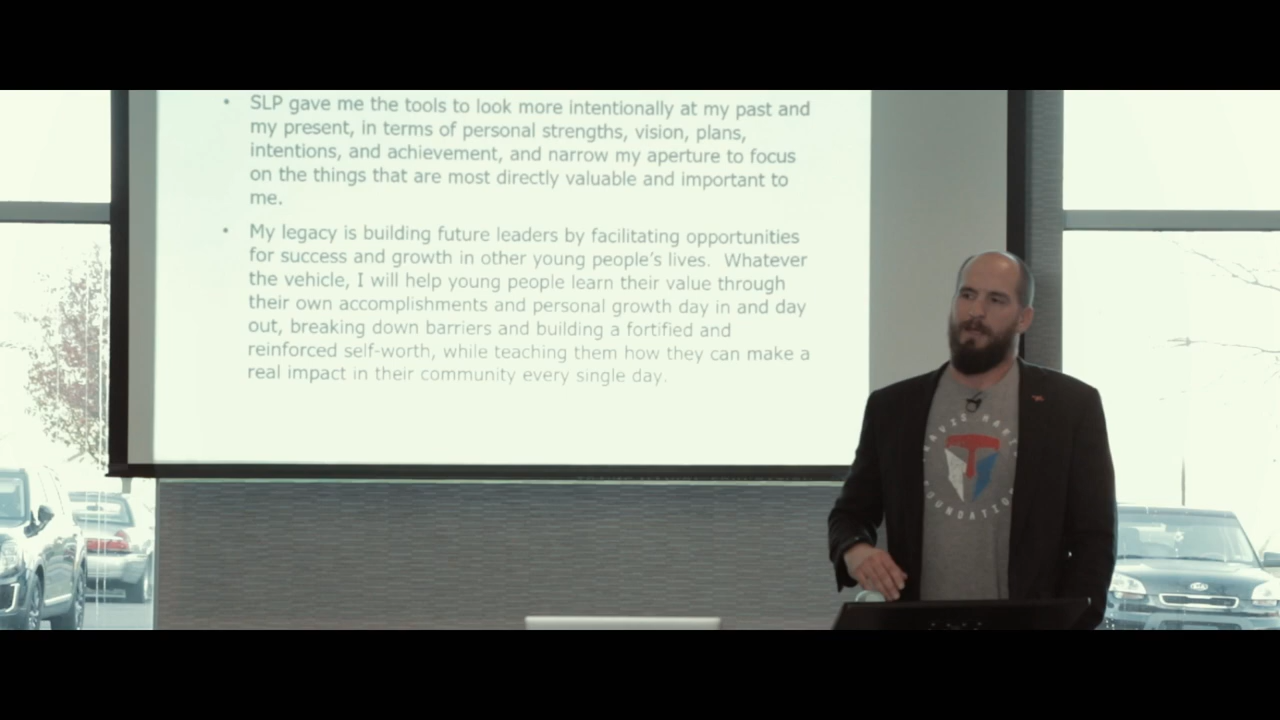 • SLP gave me the tools to look more intentionally at my past and
my present, in terms of personal strengths, vision, plans,
intentions, and achievement, and narrow my aperture to focus
on the things that are most directly valuable and important to
me.
• My legacy is building future leaders by facilitating opportunities
for success and growth in other young people's lives.  Whatever
the vehicle, I will help young people learn their value through
their own accomplishments and personal growth day in and day
out, breaking down barriers and building a fortified and
reinforced self-worth, while teaching them how they can make a
real impact in their community every single day.
FOUNDATION